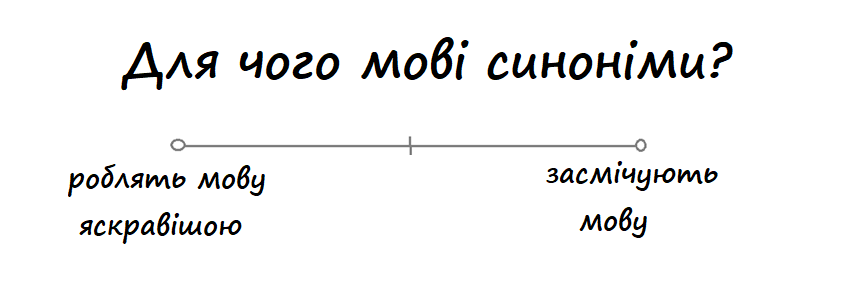 Для чого мові синоніми?
роблять мову
яскравішою
засмічують
мову